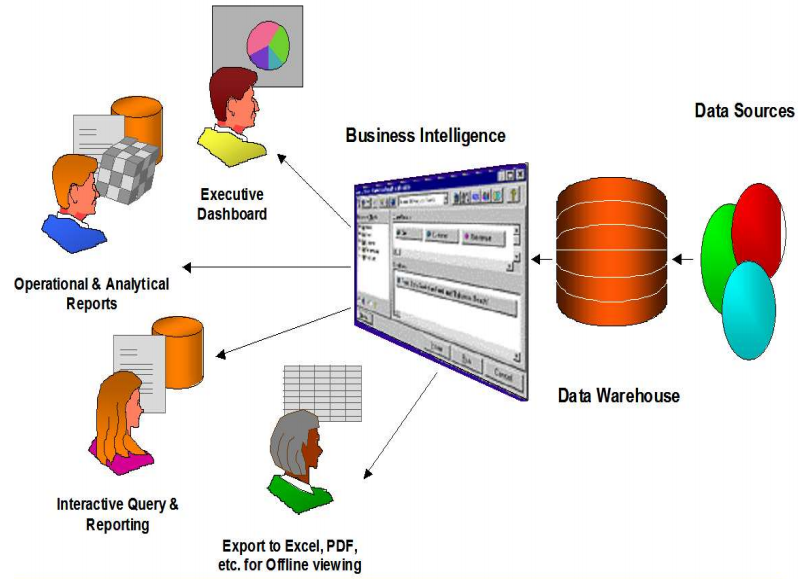 Data Sources
Business Intelligence
Executive
Dashboard
Operational & Analytical
Reports
Data Warehouse
Interactive Query &
Reporting
Export to Excel, PDF,
etc. for Offline viewing
Cancel